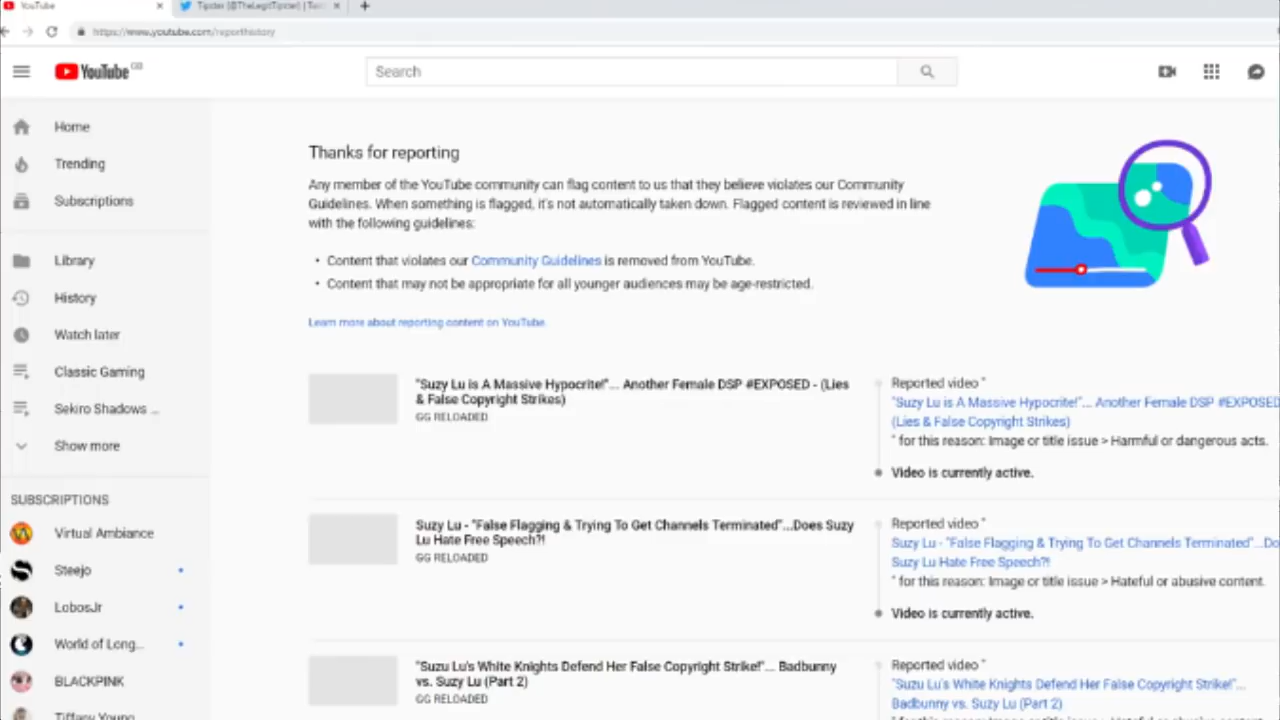 YouTube
Tipster (@TheLegitTipster) | Twi
https://www.youtube.com/reporthistory
YouTube GB
Search
Home
Trending
Subscriptions
Library
History
Watch later
Classic Gaming
Sekiro Shadows ...
Show more
SUBSCRIPTIONS
Virtual Ambiance
Steejo
LobosJr
World of Long...
BLACKPINK
Tiffany Young
Thanks for reporting
Any member of the YouTube community can flag content to us that they believe violates our Community
Guidelines. When something is flagged, it's not automatically taken down. Flagged content is reviewed in line
with the following guidelines:
• Content that violates our Community Guidelines is removed from YouTube.
• Content that may not be appropriate for all younger audiences may be age-restricted.
Learn more about reporting content on YouTube.
"Suzy Lu is A Massive Hypocrite!"... Another Female DSP #EXPOSED - (Lies
& False Copyright Strikes)
GG RELOADED
Reported video "
"Suzy Lu is A Massive Hypocrite!"... Another Female DSP #EXPOSED
(Lies & False Copyright Strikes)
" for this reason: Image or title issue > Harmful or dangerous acts.
Video is currently active.
Suzy Lu - "False Flagging & Trying To Get Channels Terminated"...Does Suzy
Lu Hate Free Speech?!
GG RELOADED
Reported video "
Suzy Lu - "False Flagging & Trying To Get Channels Terminated"...Do
Suzy Lu Hate Free Speech?!
" for this reason: Image or title issue > Hateful or abusive content.
Video is currently active.
"Suzu Lu's White Knights Defend Her False Copyright Strike!"... Badbunny
vs. Suzy Lu (Part 2)
GG RELOADED
Reported video "
"Suzu Lu's White Knights Defend Her False Copyright Strike!"...
Badbunny vs. Suzy Lu (Part 2)
" for this reason: Image or title issue > Hateful or abusive content.